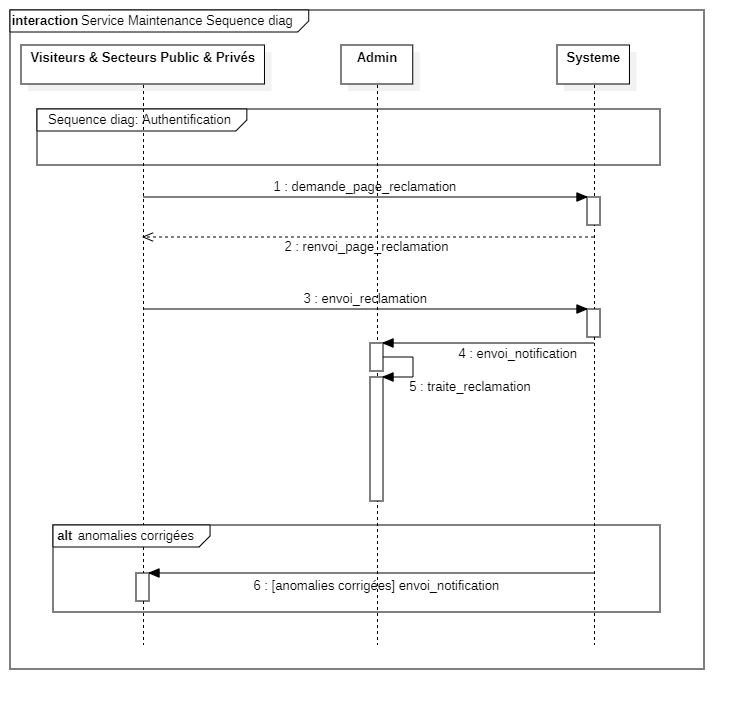 interaction Service Maintenance Sequence diag
Visiteurs & Secteurs Public & Privés
Admin
Systeme
Sequence diag: Authentification
1 : demande_page_reclamation
2 : renvoi_page_reclamation
3 : envoi_reclamation
4 : envoi_notification
5 : traite_reclamation
alt anomalies corrigées
6 : [anomalies corrigées] envoi_notification